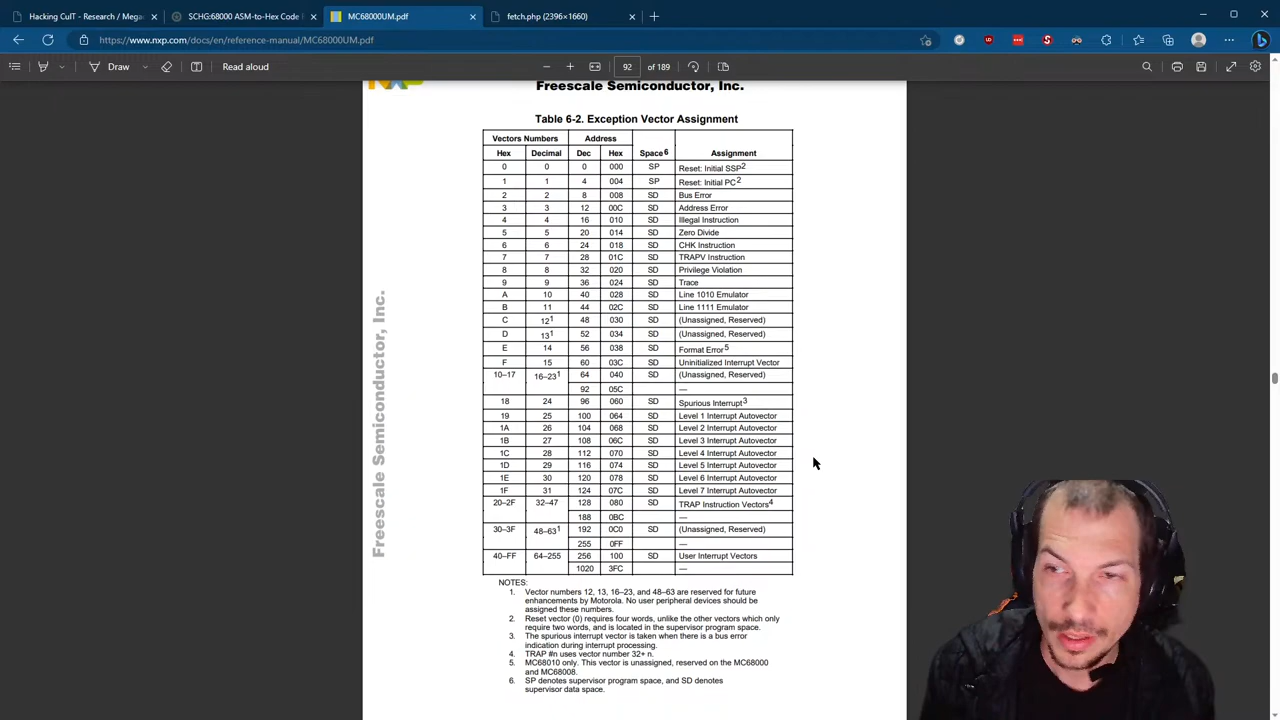 Hacking CulT - Research / Mega
SCHG:68000 ASM-to-Hex Code R
MC68000UM.pdf
fetch.php (2396×1660)
https://www.nxp.com/docs/en/reference-manual/MC68000UM.pdf
Draw
Read aloud
92 of 189
Freescale Semiconductor, Inc.
Table 6-2. Exception Vector Assignment
Vectors Numbers Address
Hex Decimal Dec Hex Space6 Assignment
0 0 0 000 SP Reset: Initial SSP2
1 1 4 004 SP Reset: Initial PC2
2 2 8 008 SD Bus Error
3 3 12 00C SD Address Error
4 4 16 010 SD Illegal Instruction
5 5 20 014 SD Zero Divide
6 6 24 018 SD CHK Instruction
7 7 28 01C SD TRAPV Instruction
8 8 32 020 SD Privilege Violation
9 9 36 024 SD Trace
A 10 40 028 SD Line 1010 Emulator
B 11 44 02C SD Line 1111 Emulator
C 121 48 030 SD (Unassigned, Reserved)
D 131 52 034 SD (Unassigned, Reserved)
E 14 56 038 SD Format Error5
F 15 60 03C SD Uninitialized Interrupt Vector
10–17 16–231 64 040 SD (Unassigned, Reserved)
92 05C —
18 24 96 060 SD Spurious Interrupt3
19 25 100 064 SD Level 1 Interrupt Autovector
1A 26 104 068 SD Level 2 Interrupt Autovector
1B 27 108 06C SD Level 3 Interrupt Autovector
1C 28 112 070 SD Level 4 Interrupt Autovector
1D 29 116 074 SD Level 5 Interrupt Autovector
1E 30 120 078 SD Level 6 Interrupt Autovector
1F 31 124 07C SD Level 7 Interrupt Autovector
20–2F 32–47 128 080 SD TRAP Instruction Vectors4
188 0BC —
30–3F 48–631 192 0C0 SD (Unassigned, Reserved)
255 0FF —
40–FF 64–255 256 100 SD User Interrupt Vectors
1020 3FC —
NOTES:
1. Vector numbers 12, 13, 16–23, and 48–63 are reserved for future
enhancements by Motorola. No user peripheral devices should be
assigned these numbers.
2. Reset vector (0) requires four words, unlike the other vectors which only
require two words, and is located in the supervisor program space.
3. The spurious interrupt vector is taken when there is a bus error
indication during interrupt processing.
4. TRAP #n uses vector number 32+ n.
5. MC68010 only. This vector is unassigned, reserved on the MC68000
and MC68008.
6. SP denotes supervisor program space, and SD denotes
supervisor data space.
Freescale Semiconductor, Inc.